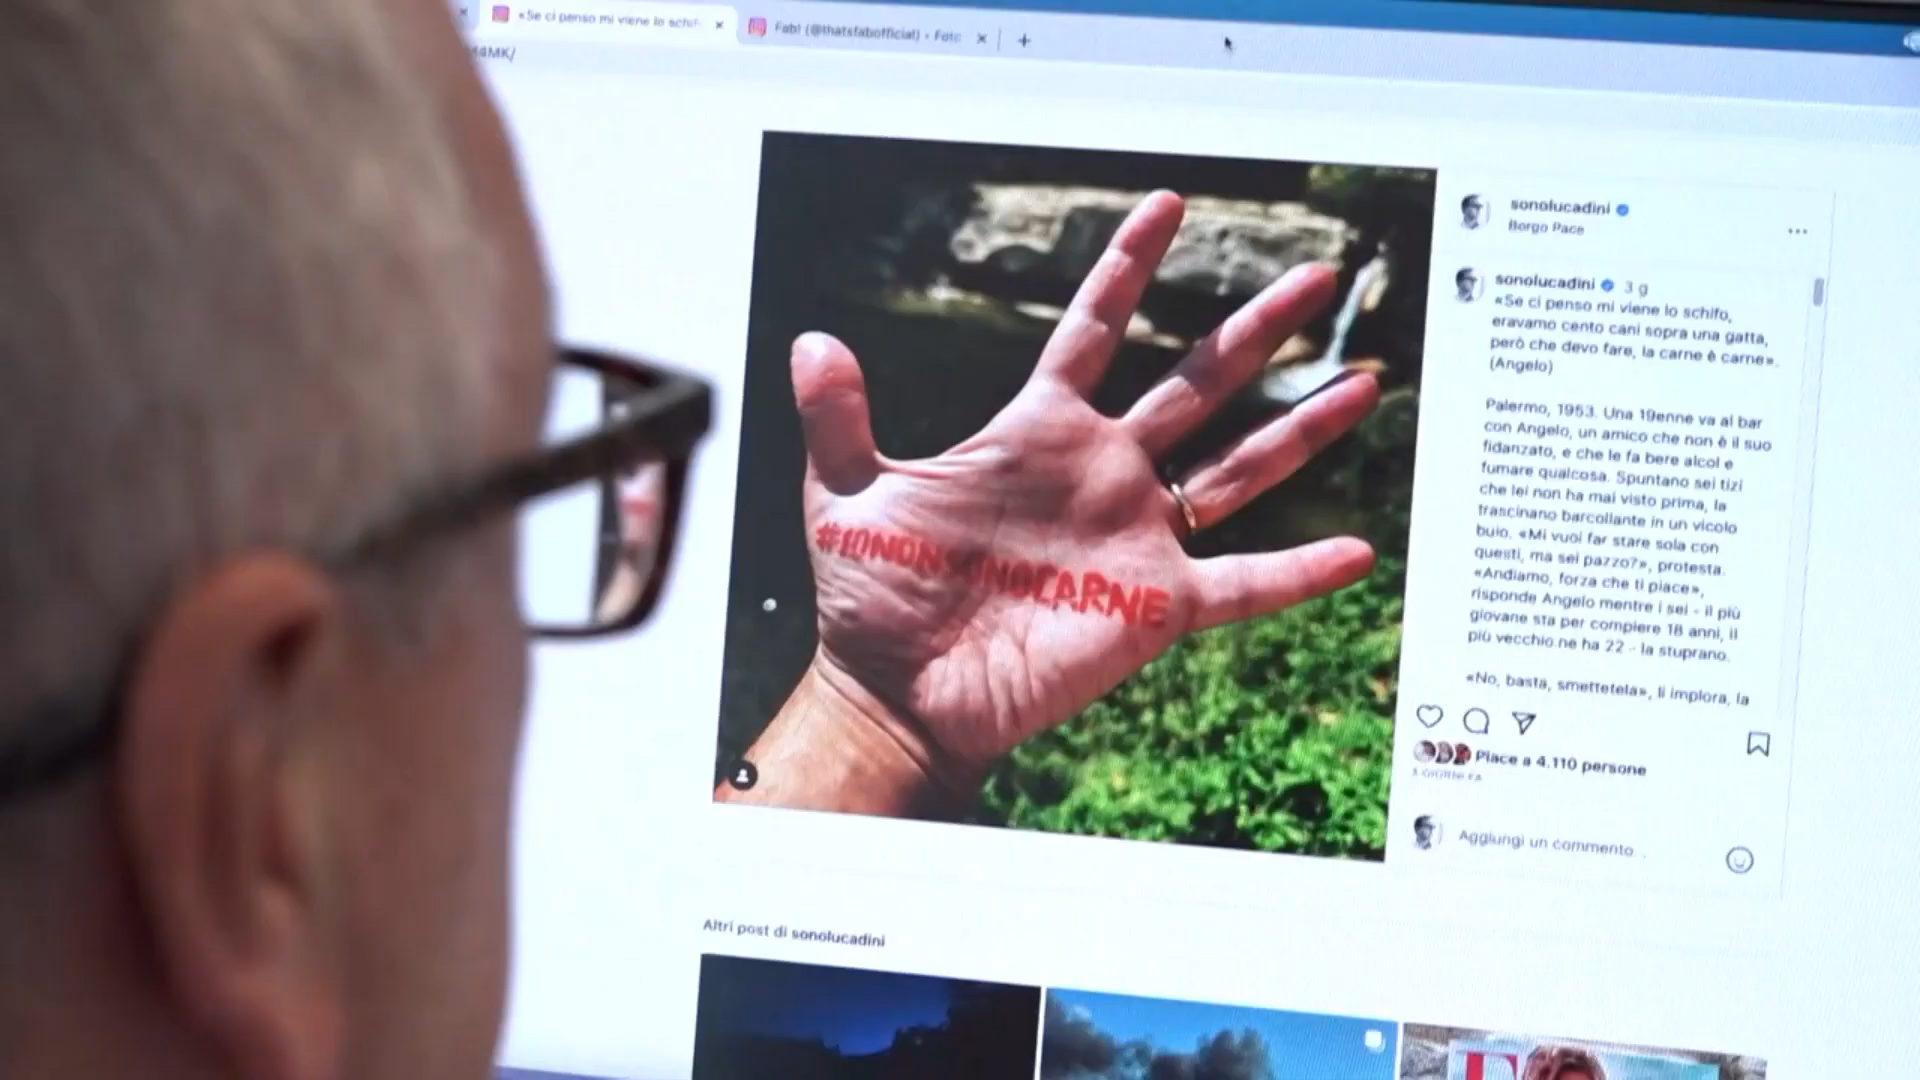 «Se ci penso mi viene lo schif
Fab! (@thatsfabofficial) • Foto
4MK/
sonolucadini
Borgo Pace
sonolucadini 3 g
«Se ci penso mi viene lo schifo,
eravamo cento cani sopra una gatta,
però che devo fare, la carne è carne».
(Angelo)
Palermo, 1953. Una 19enne va al bar
con Angelo, un amico che non è il suo
fidanzato, e che le fa bere alcol e
fumare qualcosa. Spuntano sei tizi
che lei non ha mai visto prima, la
trascinano barcollante in un vicolo
buio. «Mi vuoi far stare sola con
questi, ma sei pazzo?», protesta.
«Andiamo, forza che ti piace»,
risponde Angelo mentre i sei - il più
giovane sta per compiere 18 anni, il
più vecchio ne ha 22 - la stuprano.
«No, basta, smettetela», li implora, la
#IONONSONOCARNE
Piace a 4.110 persone
Aggiungi un commento...
Altri post di sonolucadini